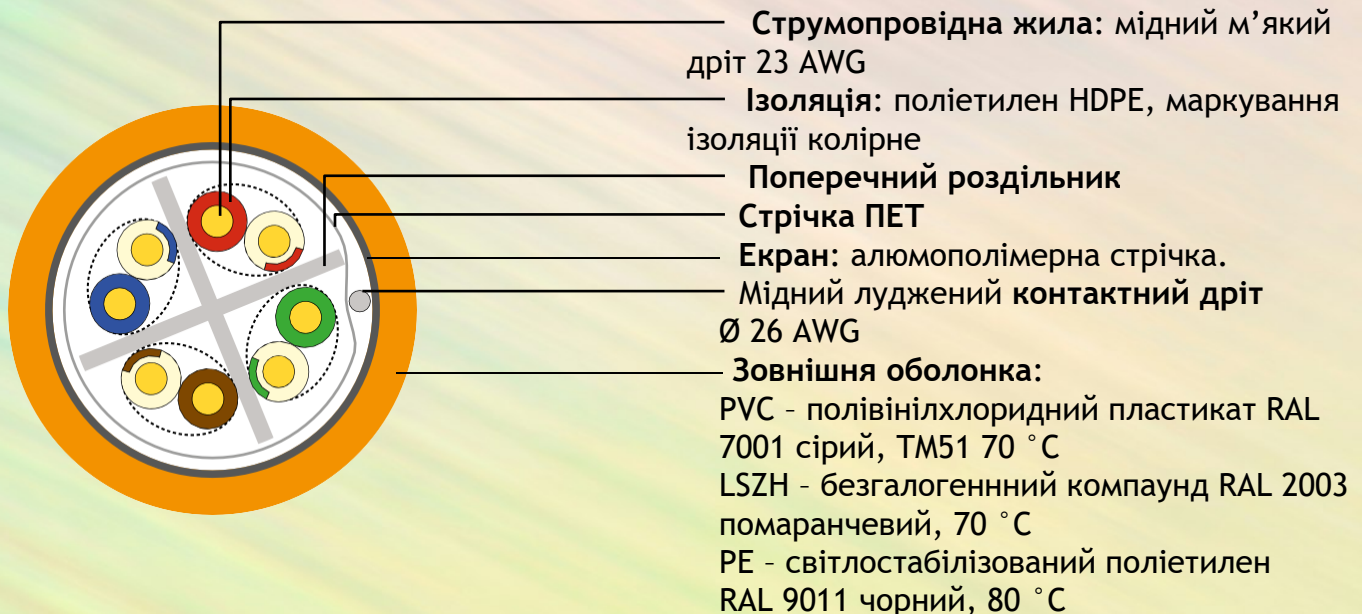 Струмопровідна жила: мідний м’який
дріт 23 AWG
Ізоляція: поліетилен HDPE, маркування
ізоляції колірне
Поперечний роздільник
Стрічка ПЕТ
Екран: алюмополімерна стрічка.
Мідний луджений контактний дріт
Ø 26 AWG
Зовнішня оболонка:
PVC – полівінілхлоридний пластикат RAL
7001 сірий, ТМ51 70 °C
LSZH – безгалогеннний компаунд RAL 2003
помаранчевий, 70 °C
PE – світлостабілізований поліетилен
RAL 9011 чорний, 80 °C